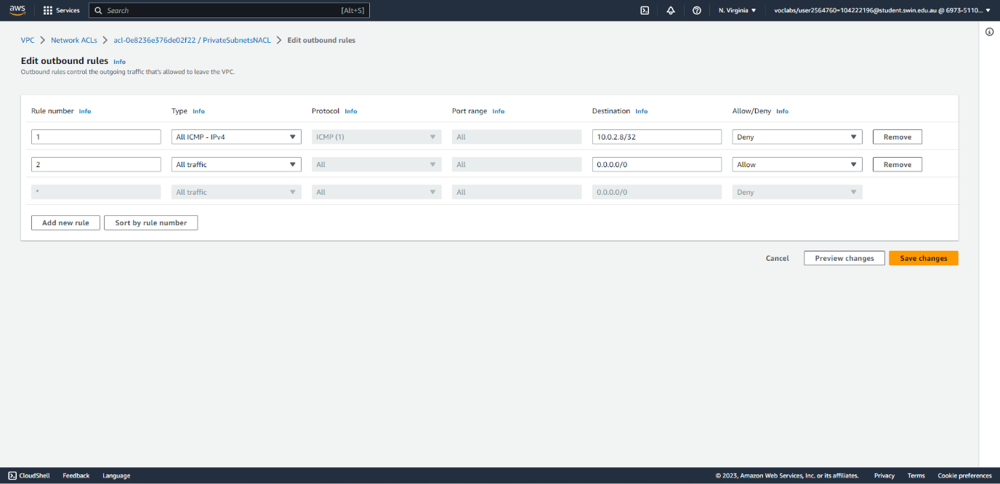 aws Services Search [Alt+S] N. Virginia voclabs/user2564760=104222196@student.swin.edu.au @ 6973-5110...
VPC > Network ACLs > acl-0e8236e376de02f22 / PrivateSubnetsNACL > Edit outbound rules
Edit outbound rules Info
Outbound rules control the outgoing traffic that's allowed to leave the VPC.
Rule number Info Type Info Protocol Info Port range Info Destination Info Allow/Deny Info
1 All ICMP - IPv4 ICMP (1) All 10.0.2.8/32 Deny Remove
2 All traffic All All 0.0.0.0/0 Allow Remove
* All traffic All All 0.0.0.0/0 Deny
Add new rule Sort by rule number
Cancel Preview changes Save changes
CloudShell Feedback Language © 2023, Amazon Web Services, Inc. or its affiliates. Privacy Terms Cookie preferences